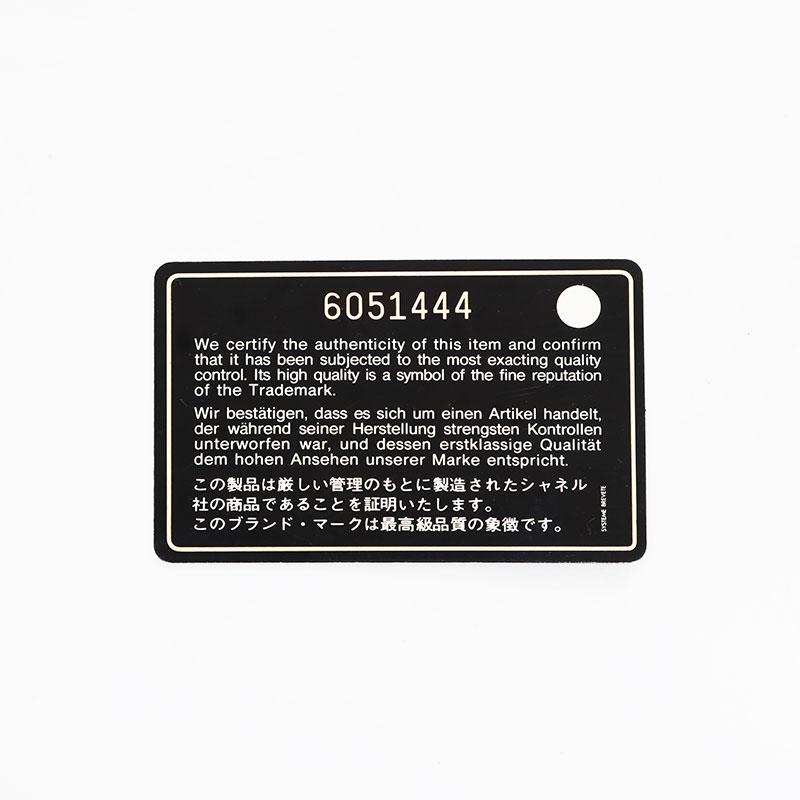 6051444
We certify the authenticity of this item and confirm
that it has been subjected to the most exacting quality
control. Its high quality is a symbol of the fine reputation
of the Trademark.
Wir bestätigen, dass es sich um einen Artikel handelt,
der während seiner Herstellung strengsten Kontrollen
unterworfen war, und dessen erstklassige Qualität
dem hohen Ansehen unserer Marke entspricht.
この製品は厳しい管理のもとに製造されたシャネル
社の商品であることを証明いたします。
このブランド・マークは最高級品質の象徴です。
SYSTEME BREVETE